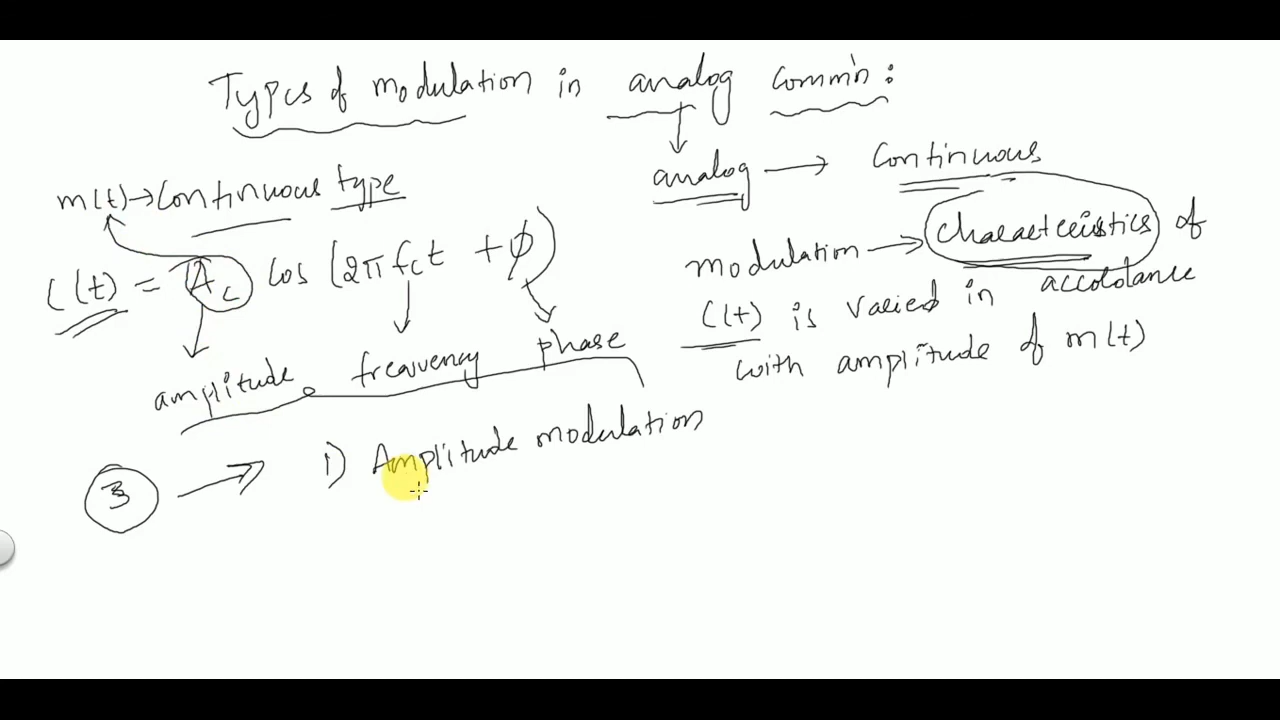 Types of modulation in analog comm'n:
analog → continuous
m(t) → continuous type
modulation → characteristics of
c(t) is varied in accordance
with amplitude of m(t)
c(t) = Ac cos (2πfct + φ)
amplitude frequency phase
3 → 1) Amplitude modulation